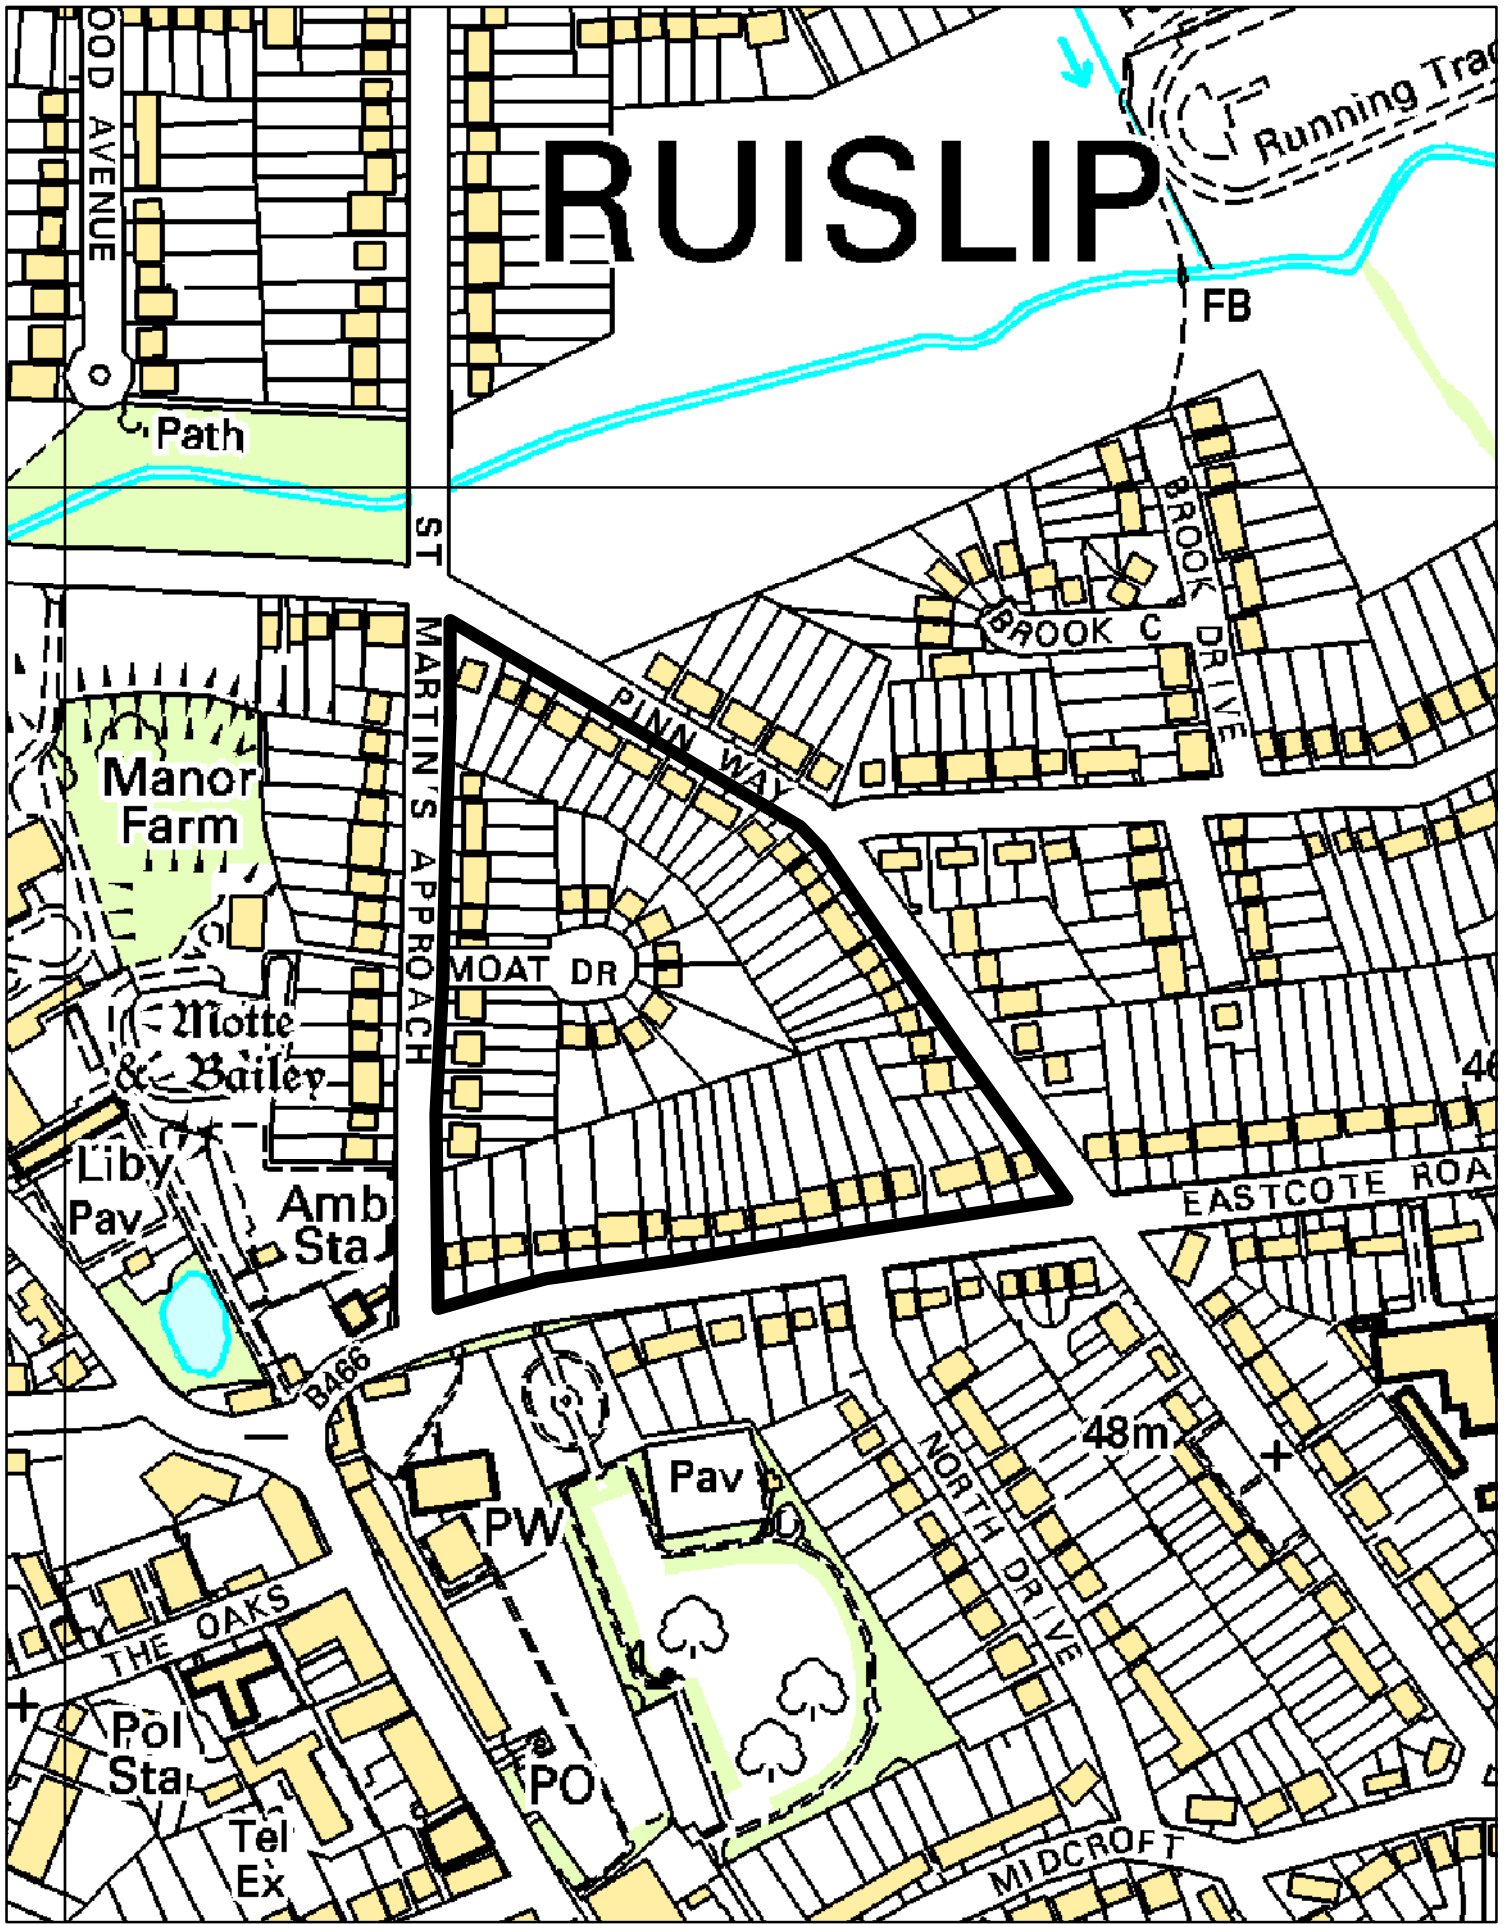 OOD AVENUE
RUISLIP
Running Trac
FB
Path
ST MARTIN'S APPROACH
BROOK DRIVE
BROOK C
PINN WAY
Manor
Farm
MOAT DR
Motte
& Bailey
46
Liby
Pav
Amb
Sta
EASTCOTE ROA
B466
48m
Pav
PW
NORTH DRIVE
THE OAKS
Pol
Sta
PO
Tel
Ex
MIDCROFT